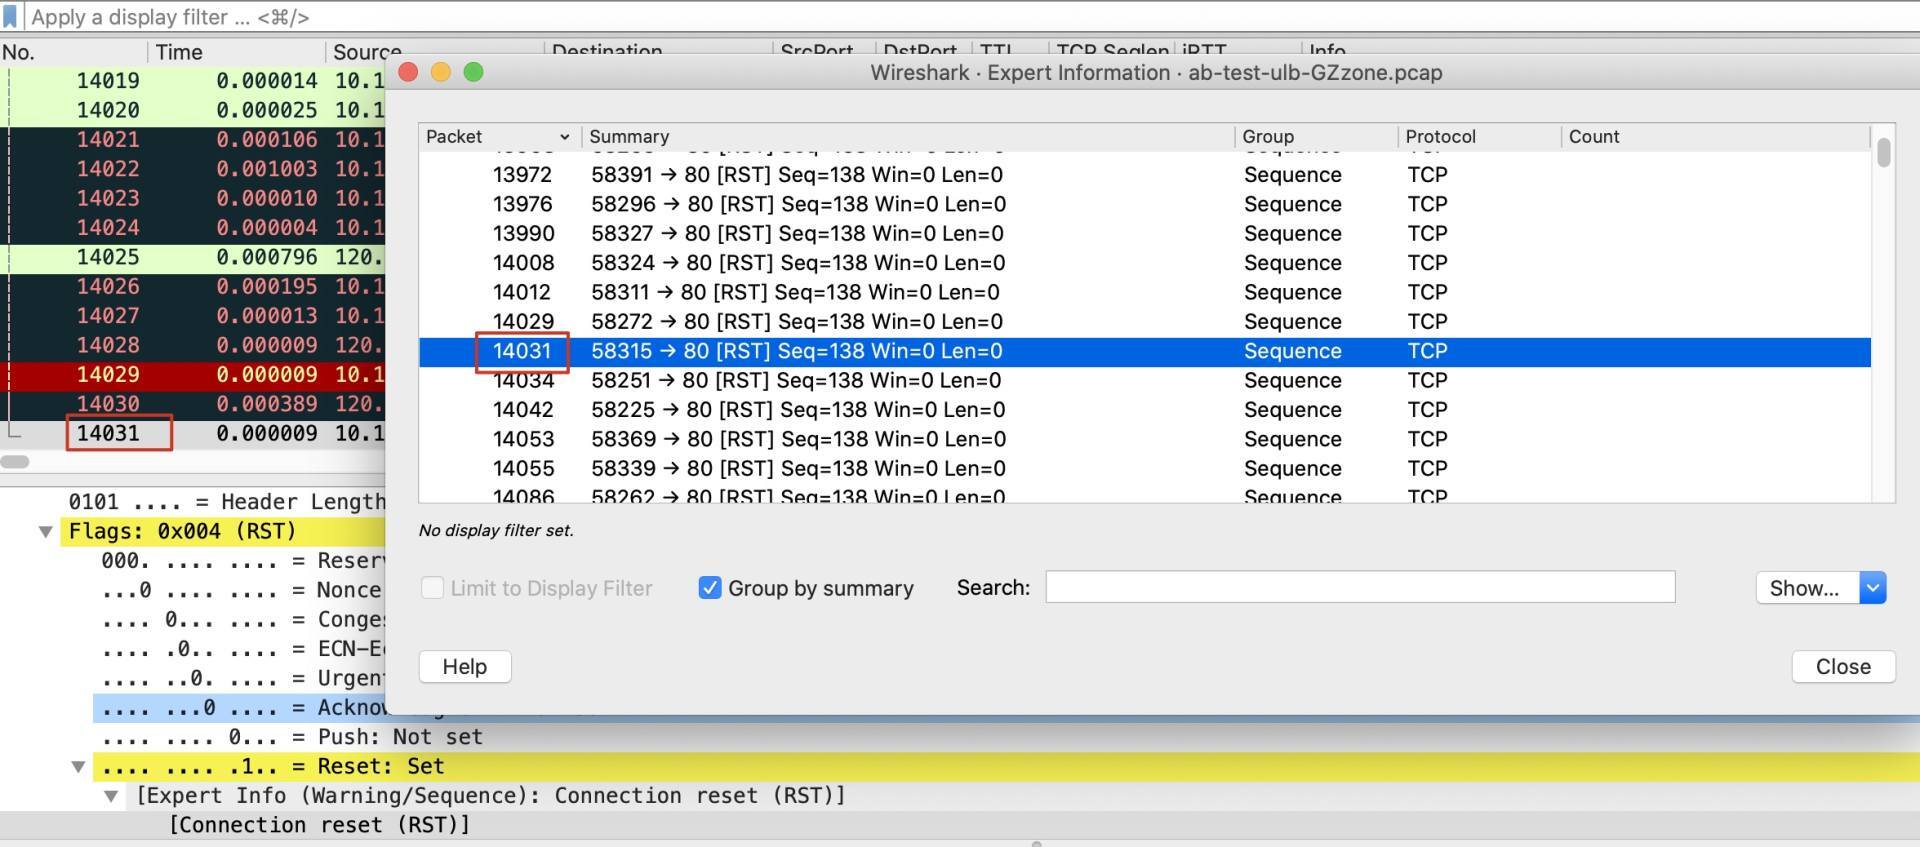 Apply a display filter ... <⌘/>
No. Time Source Destination SrcPort DstPort TTL TCP Seglen iRTT Info
14019 0.000014 10.1
14020 0.000025 10.1
14021 0.000106 10.1
14022 0.001003 10.1
14023 0.000010 10.1
14024 0.000004 10.1
14025 0.000796 120.
14026 0.000195 10.1
14027 0.000013 10.1
14028 0.000009 120.
14029 0.000009 10.1
14030 0.000389 120.
14031 0.000009 10.1
0101 .... = Header Length
Flags: 0x004 (RST)
000. .... .... = Reserv
...0 .... .... = Nonce
.... 0... .... = Conges
.... .0.. .... = ECN-E
.... ..0. .... = Urgen
.... ...0 .... = Acknow
.... .... 0... = Push: Not set
.... .... .1.. = Reset: Set
[Expert Info (Warning/Sequence): Connection reset (RST)]
[Connection reset (RST)]
Wireshark · Expert Information · ab-test-ulb-GZzone.pcap
Packet Summary Group Protocol Count
13972 58391 → 80 [RST] Seq=138 Win=0 Len=0 Sequence TCP
13976 58296 → 80 [RST] Seq=138 Win=0 Len=0 Sequence TCP
13990 58327 → 80 [RST] Seq=138 Win=0 Len=0 Sequence TCP
14008 58324 → 80 [RST] Seq=138 Win=0 Len=0 Sequence TCP
14012 58311 → 80 [RST] Seq=138 Win=0 Len=0 Sequence TCP
14029 58272 → 80 [RST] Seq=138 Win=0 Len=0 Sequence TCP
14031 58315 → 80 [RST] Seq=138 Win=0 Len=0 Sequence TCP
14034 58251 → 80 [RST] Seq=138 Win=0 Len=0 Sequence TCP
14042 58225 → 80 [RST] Seq=138 Win=0 Len=0 Sequence TCP
14053 58369 → 80 [RST] Seq=138 Win=0 Len=0 Sequence TCP
14055 58339 → 80 [RST] Seq=138 Win=0 Len=0 Sequence TCP
14086 58262 → 80 [RST] Seq=138 Win=0 Len=0 Sequence TCP
No display filter set.
Limit to Display Filter Group by summary Search: Show...
Help Close